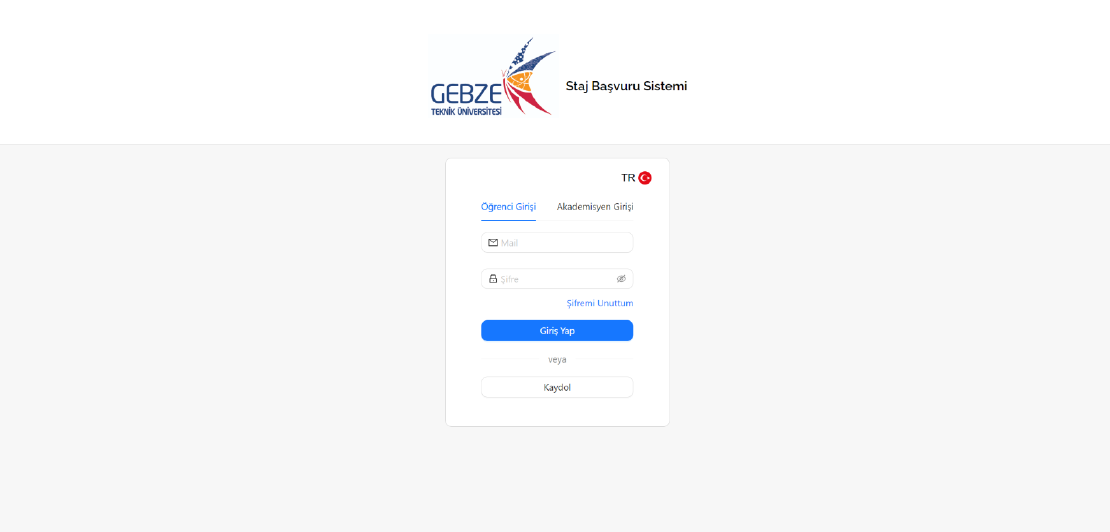 GEBZE
TEKNİK ÜNİVERSİTESİ
Staj Başvuru Sistemi
TR
Öğrenci Girişi
Akademisyen Girişi
Mail
Şifre
Şifremi Unuttum
Giriş Yap
veya
Kaydol